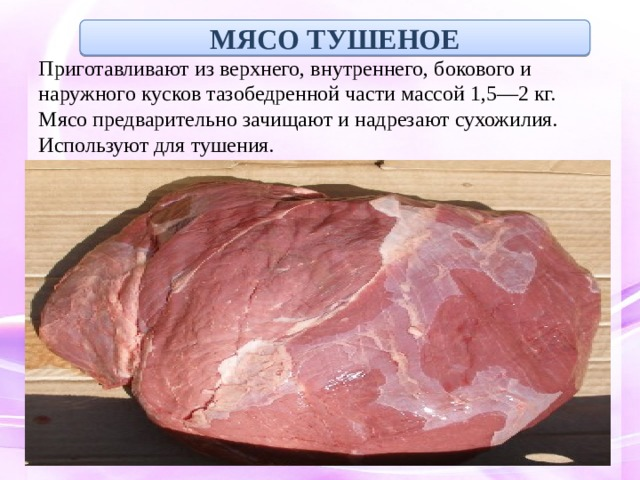 МЯСО ТУШЕНОЕ
Приготавливают из верхнего, внутреннего, бокового и
наружного кусков тазобедренной части массой 1,5—2 кг.
Мясо предварительно зачищают и надрезают сухожилия.
Используют для тушения.